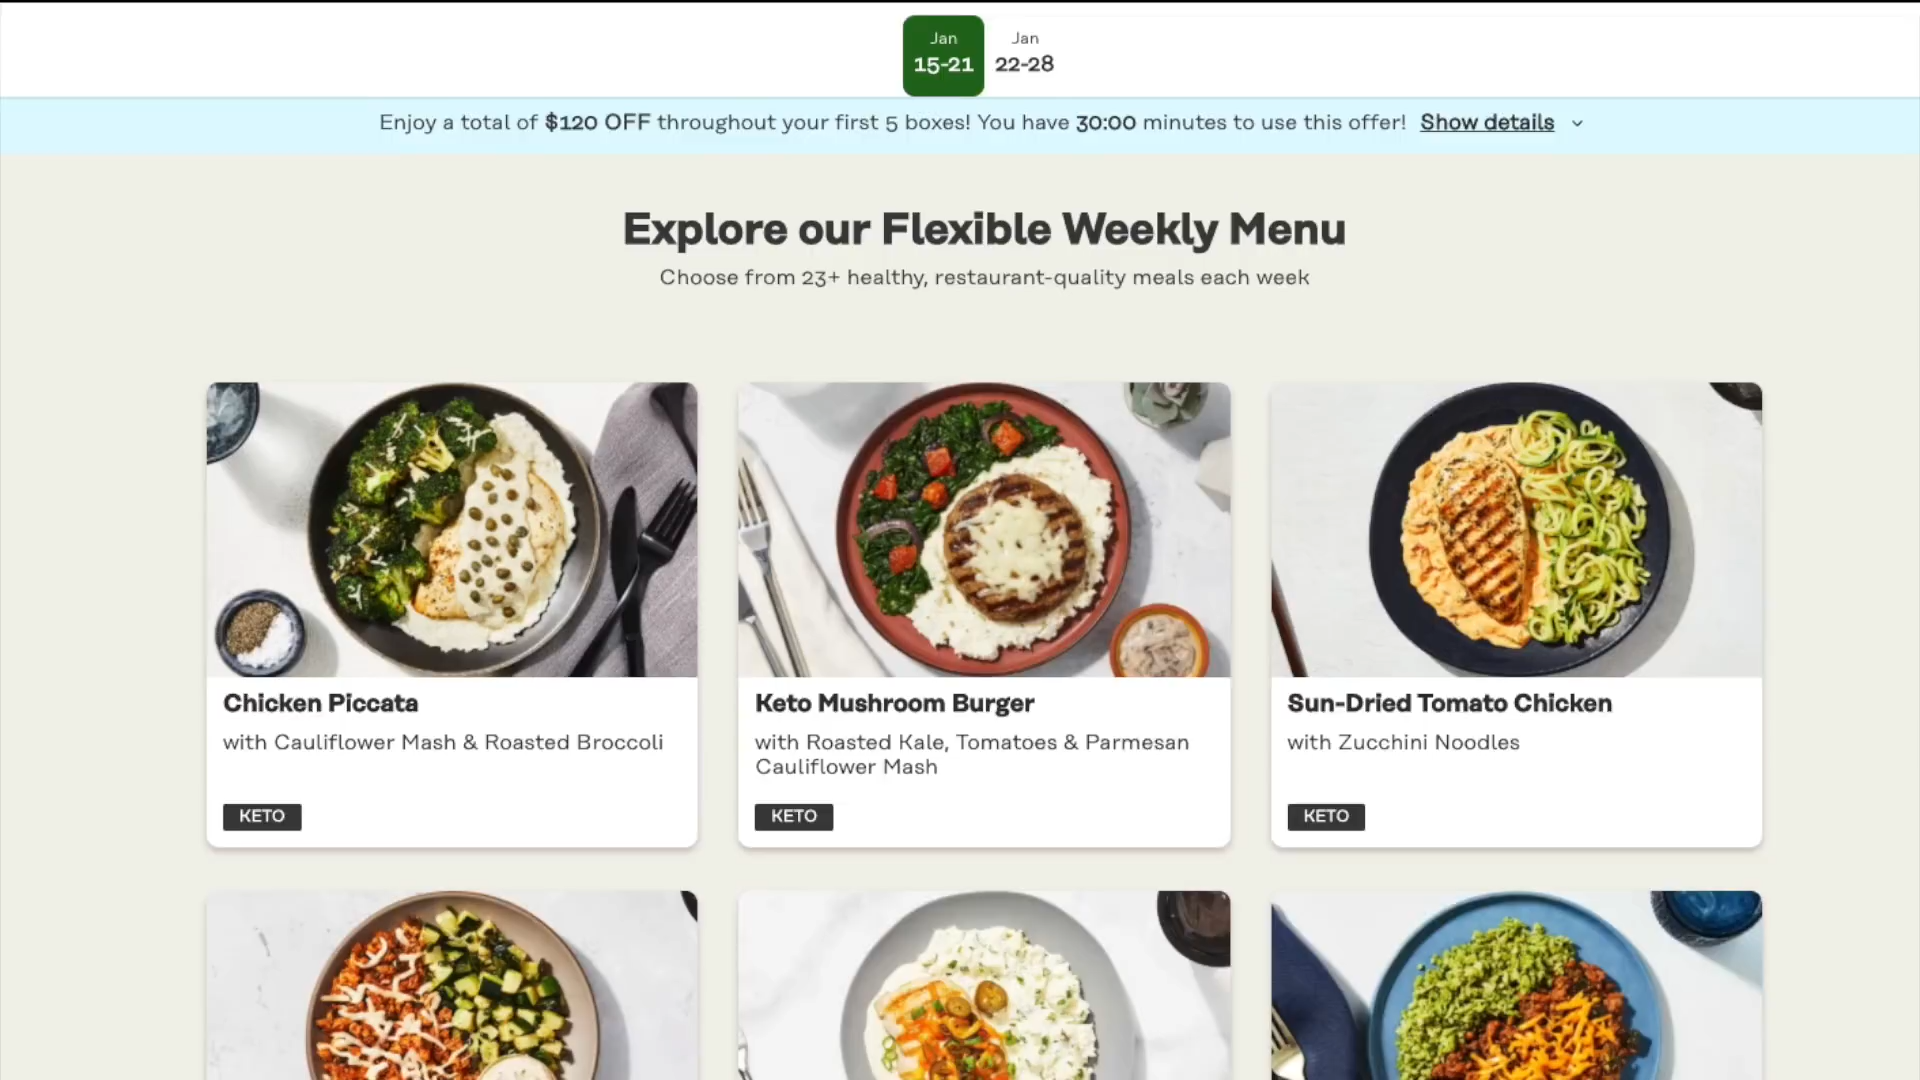 Jan
15-21
Jan
22-28
Enjoy a total of $120 OFF throughout your first 5 boxes! You have 30:00 minutes to use this offer! Show details
Explore our Flexible Weekly Menu
Choose from 23+ healthy, restaurant-quality meals each week
Chicken Piccata
with Cauliflower Mash & Roasted Broccoli
KETO
Keto Mushroom Burger
with Roasted Kale, Tomatoes & Parmesan
Cauliflower Mash
KETO
Sun-Dried Tomato Chicken
with Zucchini Noodles
KETO